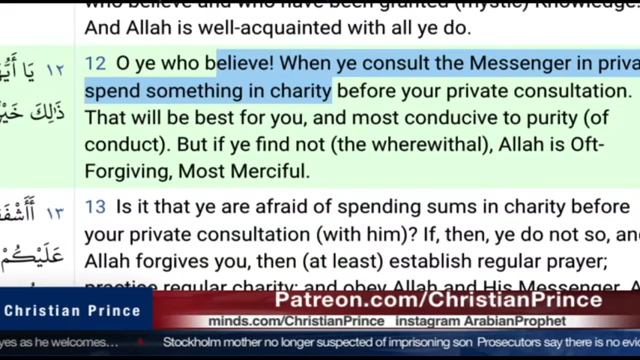 who believe and who have been granted (mystic) Knowledge.
And Allah is well-acquainted with all ye do.
١٢ يَا أَيُّهَا
12 O ye who believe! When ye consult the Messenger in priva
ذَٰلِكَ خَيْرٌ
spend something in charity before your private consultation.
That will be best for you, and most conducive to purity (of
conduct). But if ye find not (the wherewithal), Allah is Oft-
Forgiving, Most Merciful.
١٣ أَأَشْفَقْ
13 Is it that ye are afraid of spending sums in charity before
your private consultation (with him)? If, then, ye do not so, and
عَلَيْكُمْ
Allah forgives you, then (at least) establish regular prayer;
practise regular charity; and obey Allah and His Messenger. A
Christian Prince
Patreon.com/ChristianPrince
minds.com/ChristianPrince instagram ArabianProphet
yes as he welcomes... Stockholm mother no longer suspected of imprisoning son Prosecutors say there is no evi